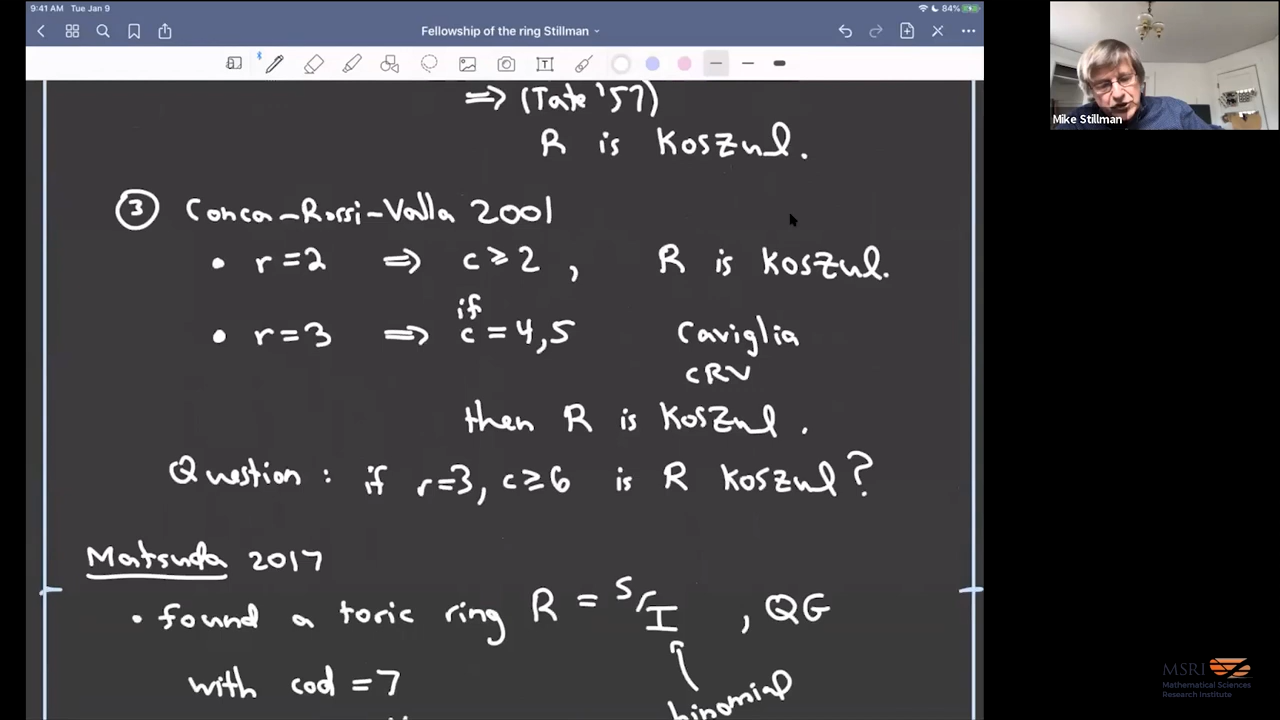 9:41 AM Tue Jan 9
84%
Fellowship of the ring Stillman
⇒ (Tate '57)
R is Koszul.
③ Conca-Rossi-Valla 2001
• r=2 ⇒ c≥2, R is Koszul.
if
• r=3 ⇒ c=4,5 Caviglia
CRV
then R is Koszul.
Question: if r=3, c≥6 is R Koszul?
Matsuda 2017
• found a toric ring R = S/I, QG
with cod = 7
binomial
Mike Stillman
MSRI
Mathematical Sciences
Research Institute